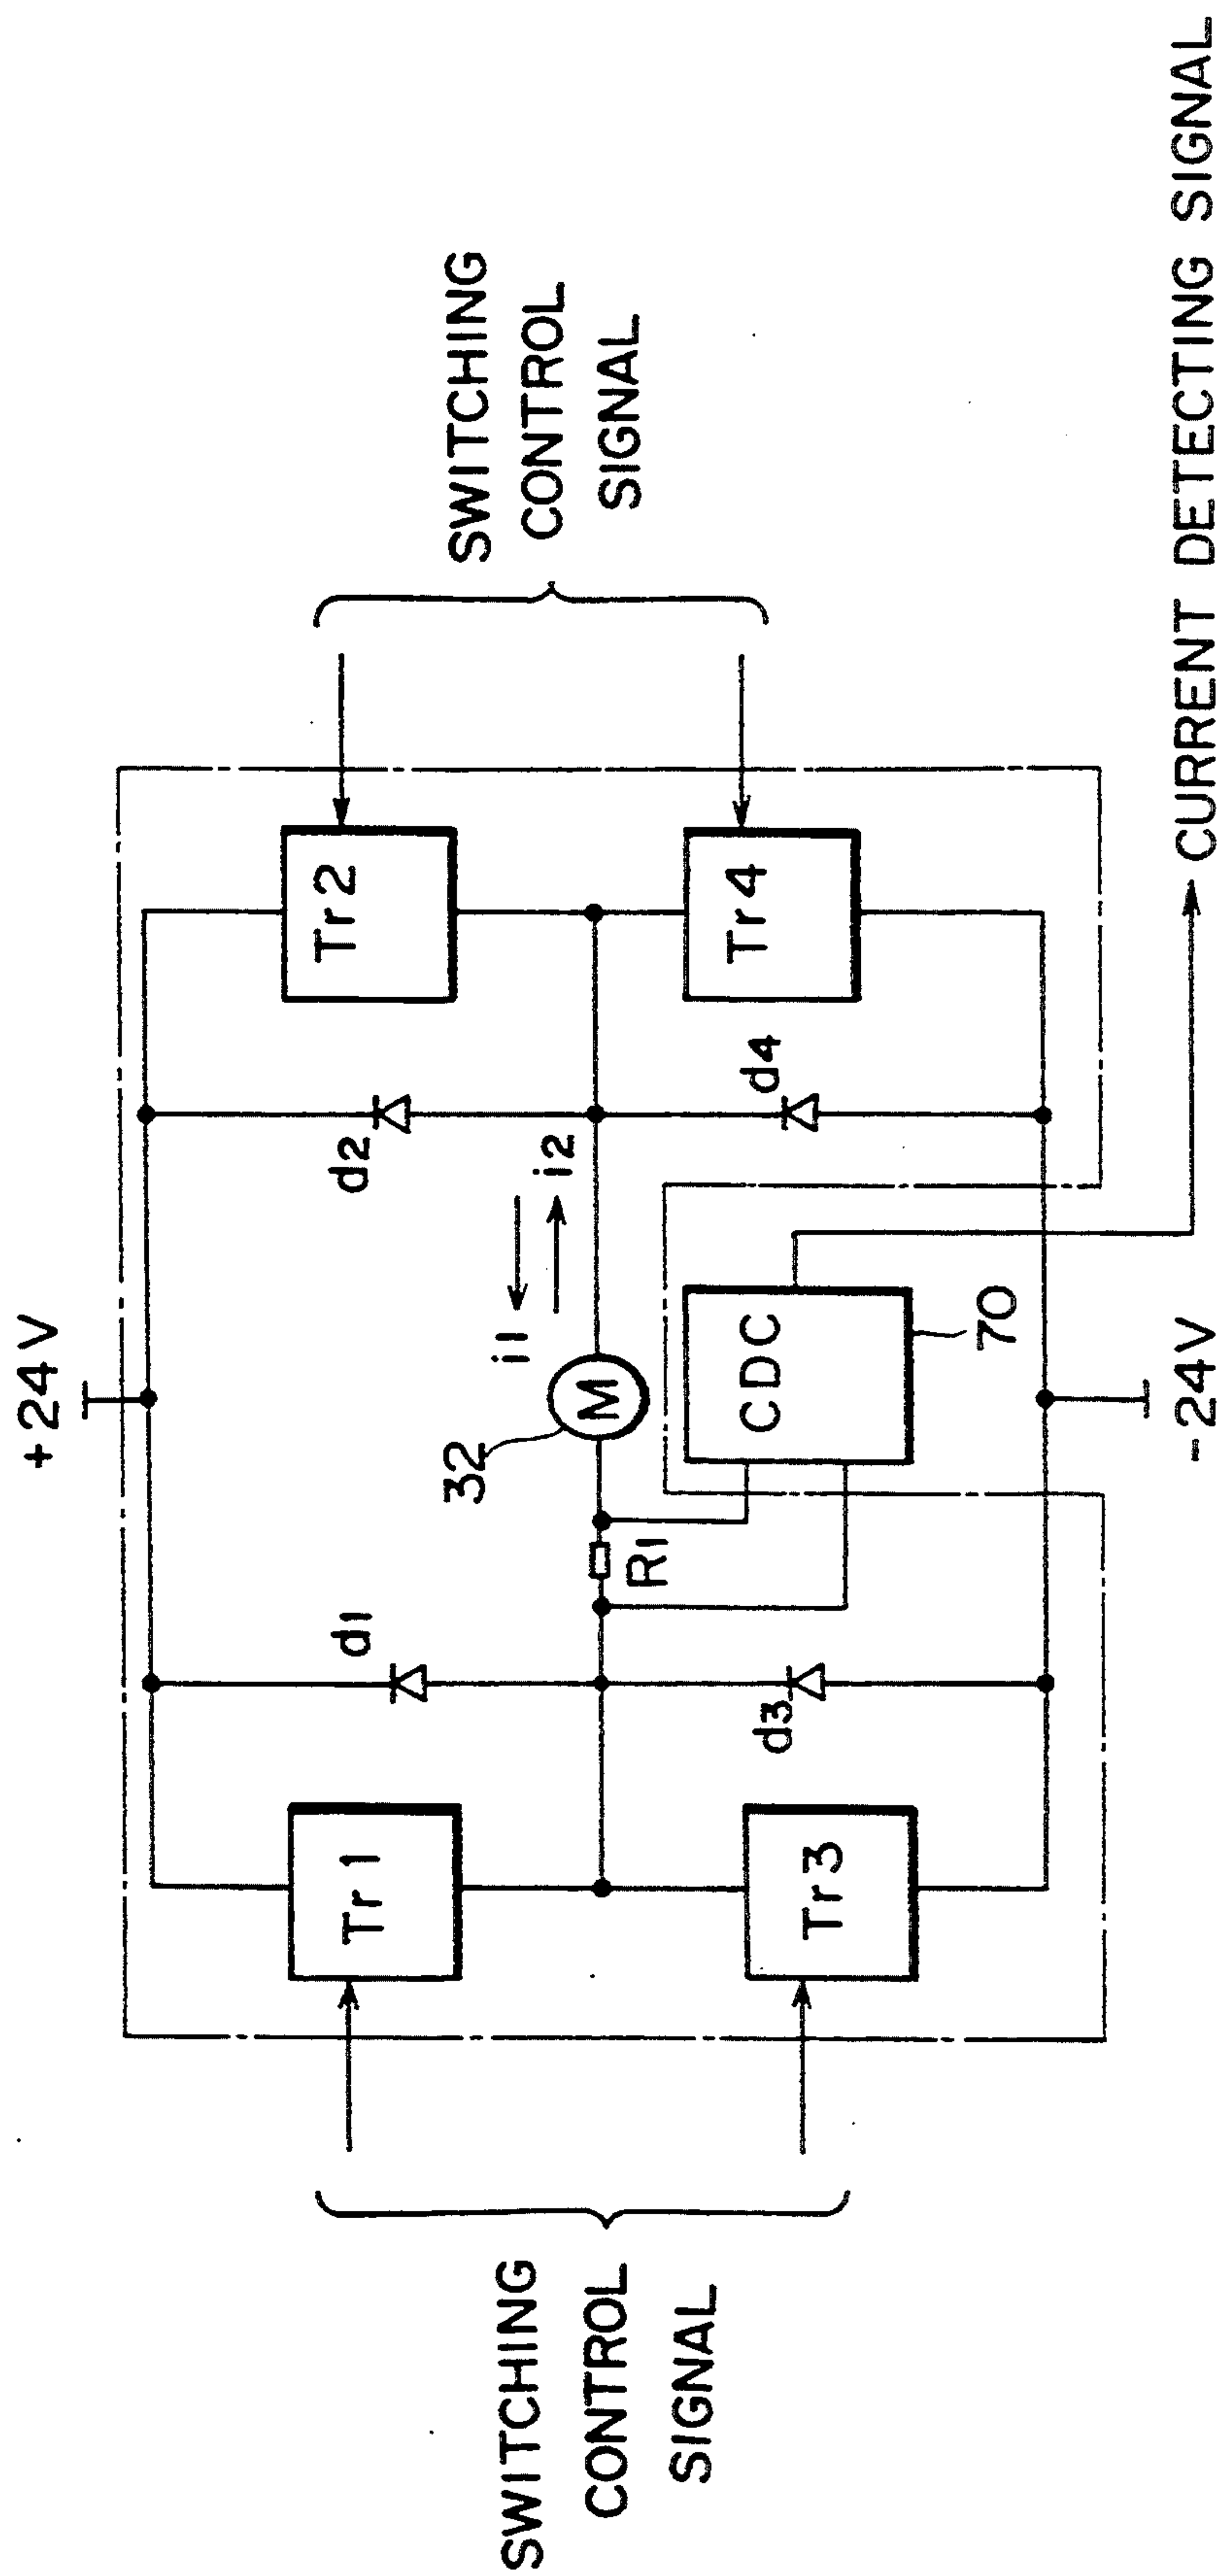 +24V
SWITCHING
CONTROL
SIGNAL
Tr1
d1
d2
Tr2
SWITCHING
CONTROL
SIGNAL
32
M
i1
i2
R1
Tr3
d3
CDC
70
d4
Tr4
-24V
CURRENT DETECTING SIGNAL